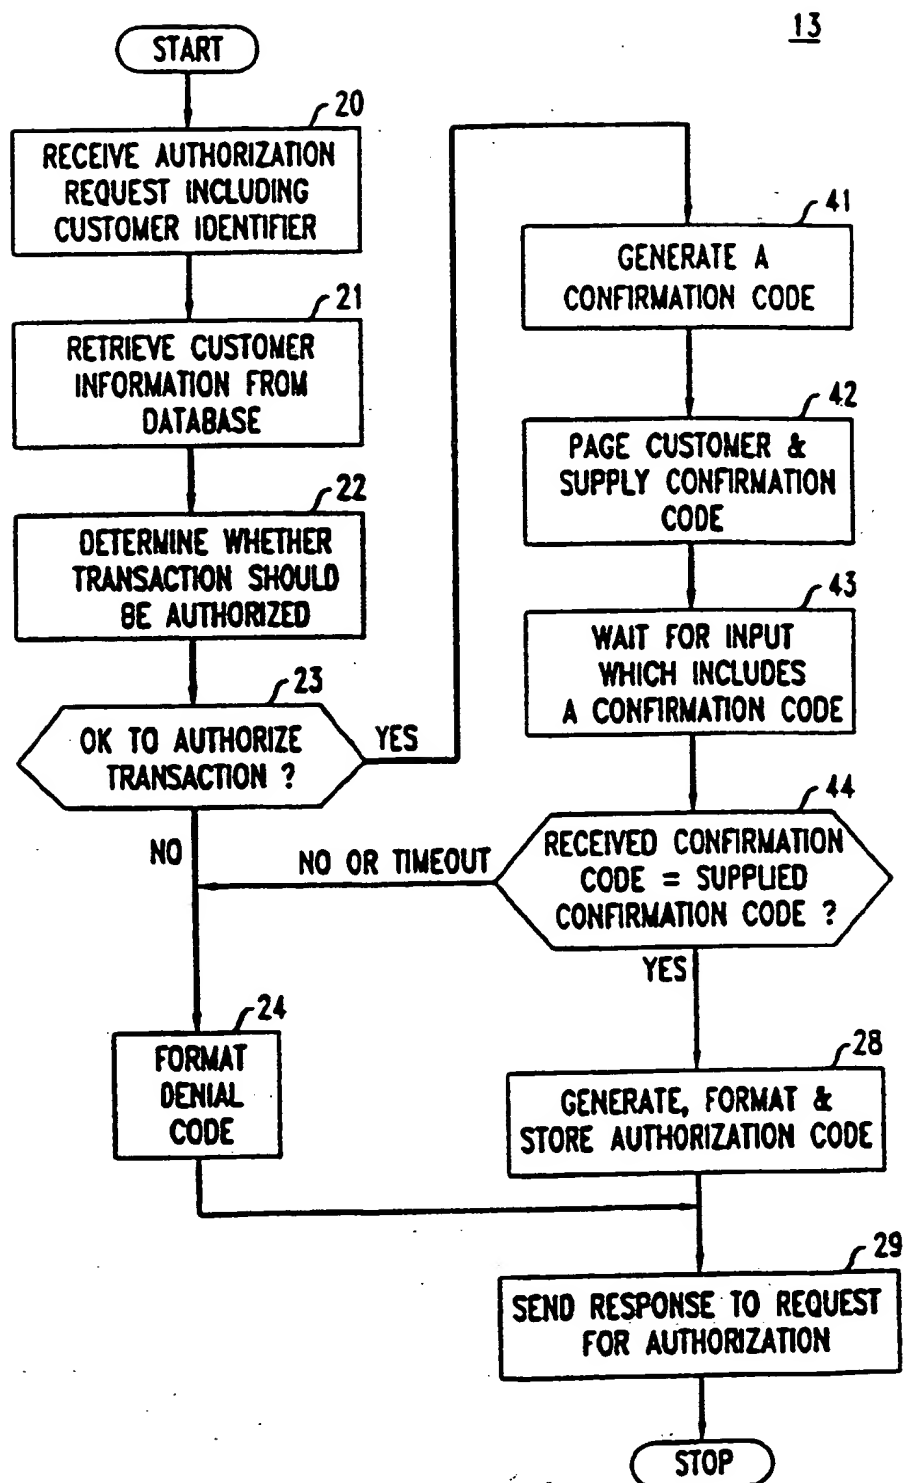 13
START
20
RECEIVE AUTHORIZATION
REQUEST INCLUDING
CUSTOMER IDENTIFIER
21
RETRIEVE CUSTOMER
INFORMATION FROM
DATABASE
22
DETERMINE WHETHER
TRANSACTION SHOULD
BE AUTHORIZED
23
OK TO AUTHORIZE
TRANSACTION ?
YES
NO
24
FORMAT
DENIAL
CODE
41
GENERATE A
CONFIRMATION CODE
42
PAGE CUSTOMER &
SUPPLY CONFIRMATION
CODE
43
WAIT FOR INPUT
WHICH INCLUDES
A CONFIRMATION CODE
44
RECEIVED CONFIRMATION
CODE = SUPPLIED
CONFIRMATION CODE ?
NO OR TIMEOUT
YES
28
GENERATE, FORMAT &
STORE AUTHORIZATION CODE
29
SEND RESPONSE TO REQUEST
FOR AUTHORIZATION
STOP